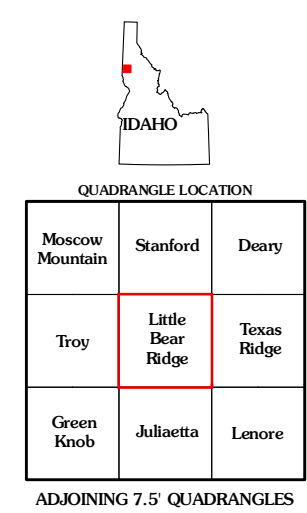 IDAHO
QUADRANGLE LOCATION
Moscow
Mountain
Stanford
Deary
Troy
Little
Bear
Ridge
Texas
Ridge
Green
Knob
Juliaetta
Lenore
ADJOINING 7.5' QUADRANGLES